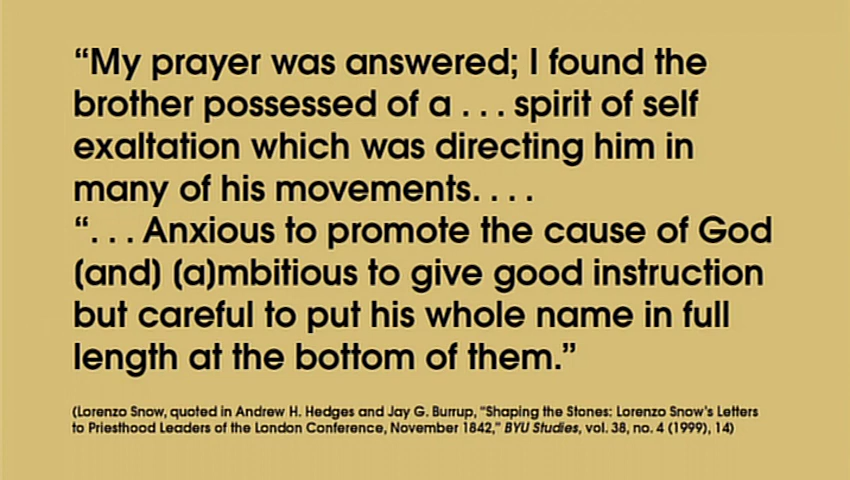 “My prayer was answered; I found the
brother possessed of a . . . spirit of self
exaltation which was directing him in
many of his movements. . . .
“. . . Anxious to promote the cause of God
(and) (a)mbitious to give good instruction
but careful to put his whole name in full
length at the bottom of them.”
(Lorenzo Snow, quoted in Andrew H. Hedges and Jay G. Burrup, “Shaping the Stones: Lorenzo Snow’s Letters
to Priesthood Leaders of the London Conference, November 1842,” BYU Studies, vol. 38, no. 4 (1999), 14)